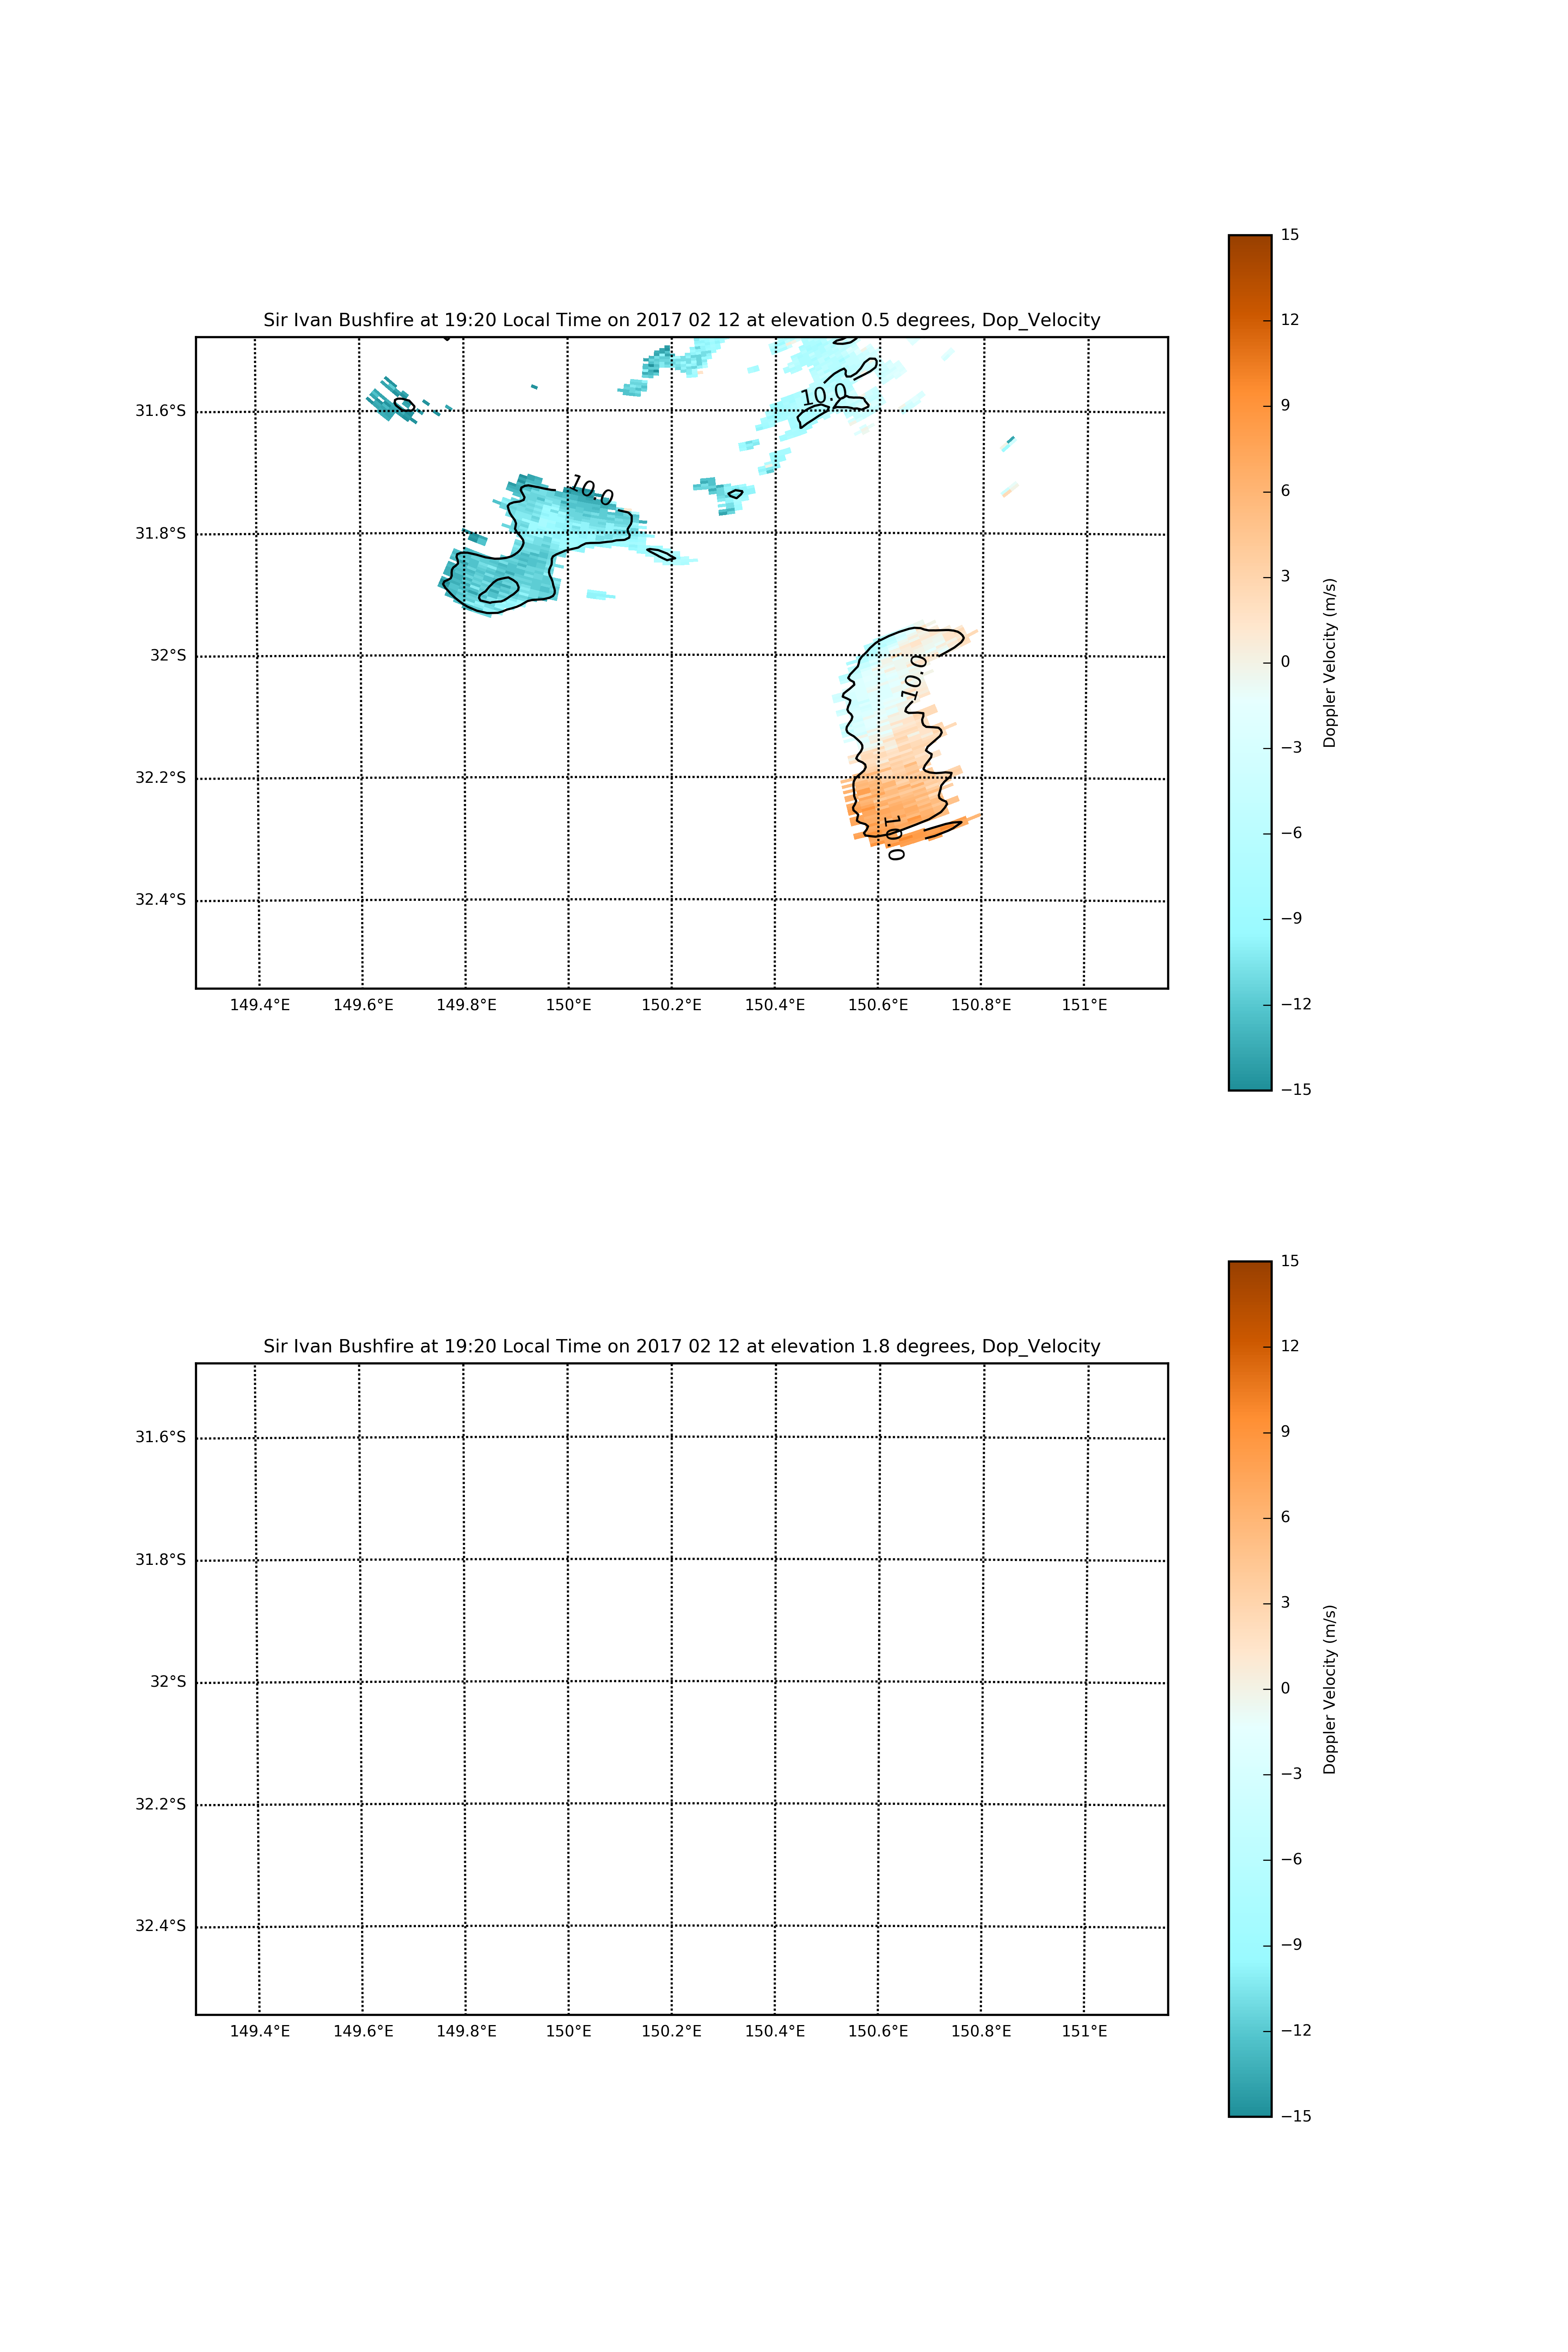 Sir Ivan Bushfire at 19:20 Local Time on 2017 02 12 at elevation 0.5 degrees, Dop_Velocity
31.6°S
31.8°S
32°S
32.2°S
32.4°S
149.4°E 149.6°E 149.8°E 150°E 150.2°E 150.4°E 150.6°E 150.8°E 151°E
10.0
10.0
10.0
10.0
15
12
9
6
3
0
−3
−6
−9
−12
−15
Doppler Velocity (m/s)
Sir Ivan Bushfire at 19:20 Local Time on 2017 02 12 at elevation 1.8 degrees, Dop_Velocity
31.6°S
31.8°S
32°S
32.2°S
32.4°S
149.4°E 149.6°E 149.8°E 150°E 150.2°E 150.4°E 150.6°E 150.8°E 151°E
15
12
9
6
3
0
−3
−6
−9
−12
−15
Doppler Velocity (m/s)